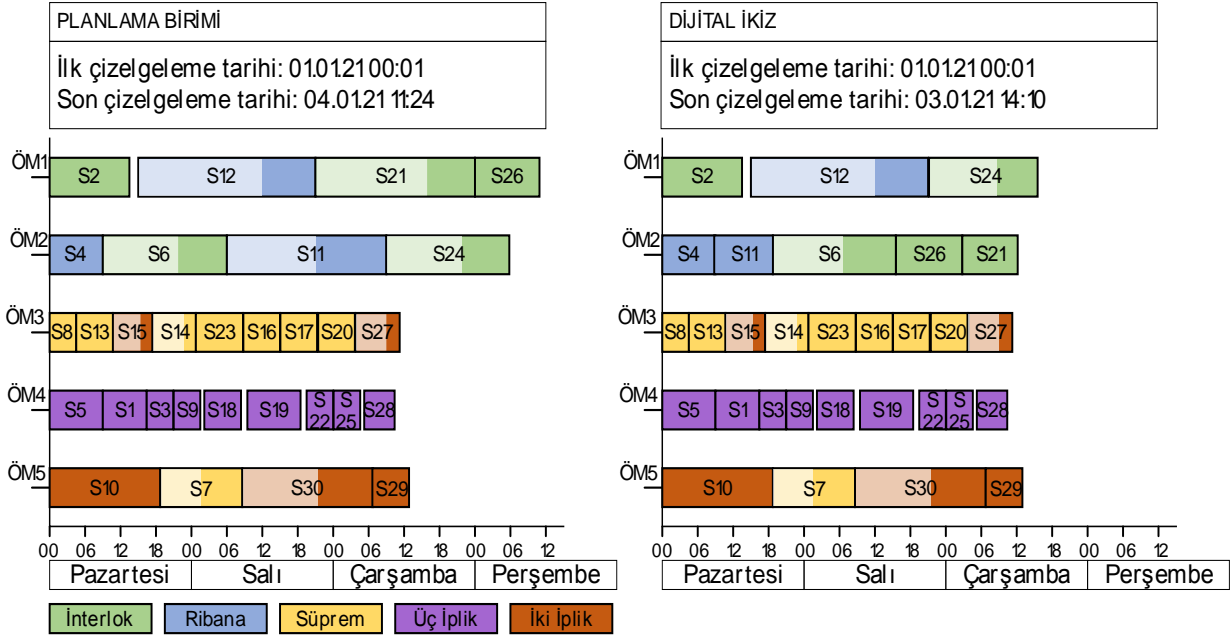 PLANLAMA BİRİMİ
İlk çizelgeleme tarihi: 01.01.21 00:01
Son çizelgeleme tarihi: 04.01.21 11:24
ÖM1
S2 S12 S21 S26
ÖM2
S4 S6 S11 S24
ÖM3
S8 S13 S15 S14 S23 S16 S17 S20 S27
ÖM4
S5 S1 S3 S9 S18 S19 S 22 S 25 S28
ÖM5
S10 S7 S30 S29
00 06 12 18 00 06 12 18 00 06 12 18 00 06 12
Pazartesi Salı Çarşamba Perşembe
DİJİTAL İKİZ
İlk çizelgeleme tarihi: 01.01.21 00:01
Son çizelgeleme tarihi: 03.01.21 14:10
ÖM1
S2 S12 S24
ÖM2
S4 S11 S6 S26 S21
ÖM3
S8 S13 S15 S14 S23 S16 S17 S20 S27
ÖM4
S5 S1 S3 S9 S18 S19 S 22 S 25 S28
ÖM5
S10 S7 S30 S29
00 06 12 18 00 06 12 18 00 06 12 18 00 06 12
Pazartesi Salı Çarşamba Perşembe
İnterlok Ribana Süprem Üç İplik İki İplik